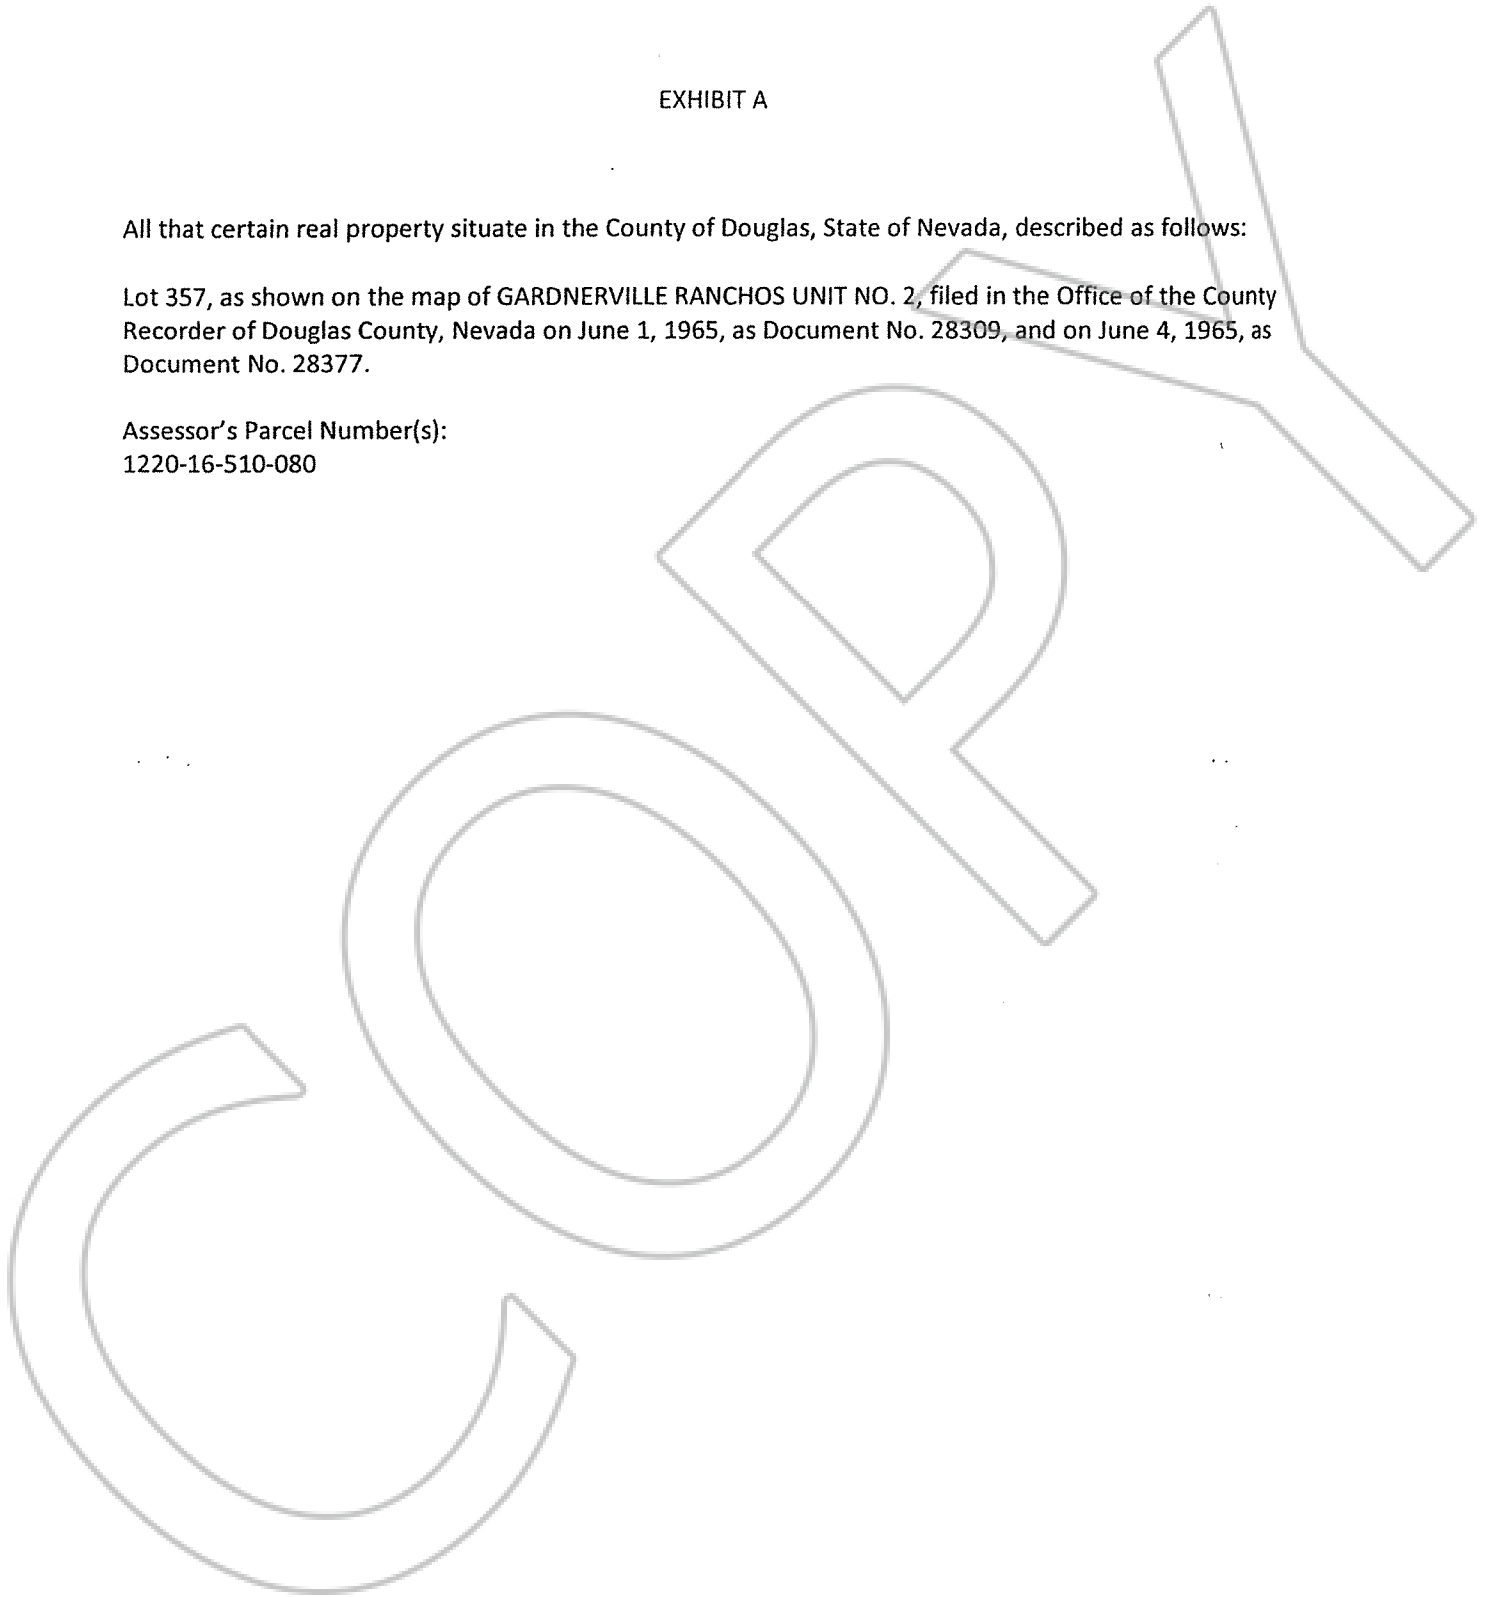 EXHIBIT A
All that certain real property situate in the County of Douglas, State of Nevada, described as follows:
Lot 357, as shown on the map of GARDNERVILLE RANCHOS UNIT NO. 2, filed in the Office of the County
Recorder of Douglas County, Nevada on June 1, 1965, as Document No. 28309, and on June 4, 1965, as
Document No. 28377.
Assessor's Parcel Number(s):
1220-16-510-080
COPY